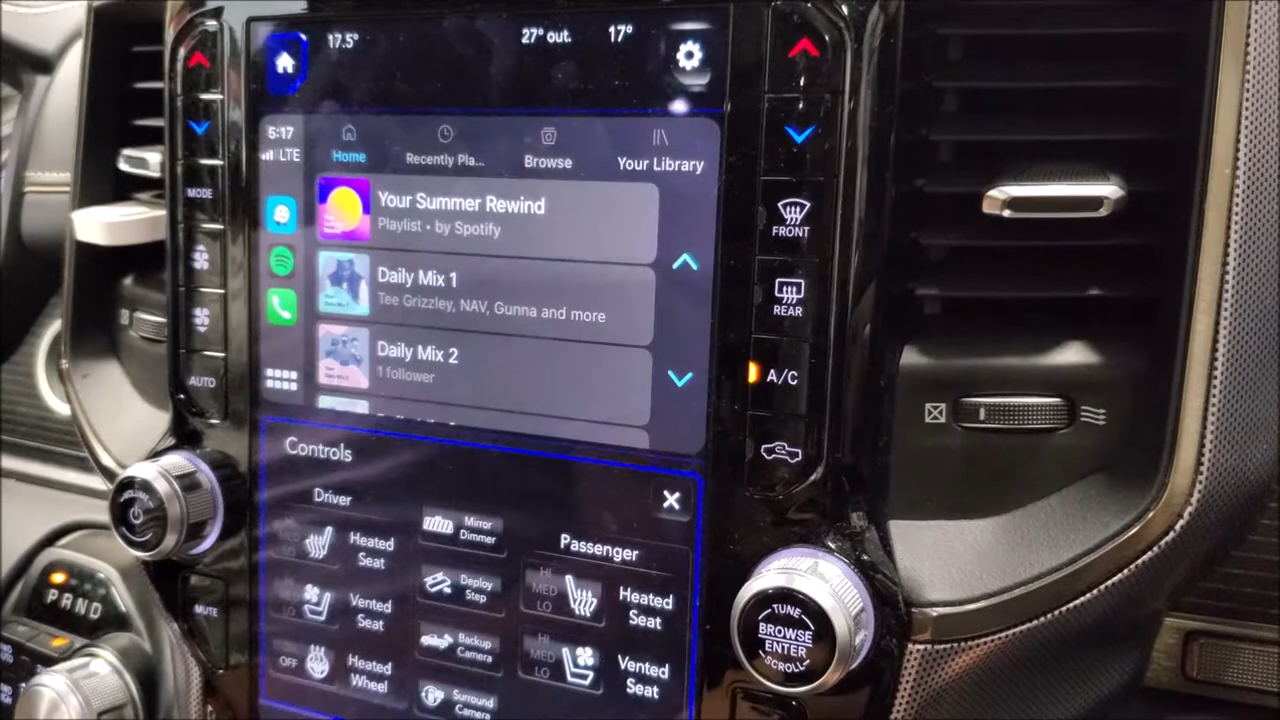 17.5°
27° out.
17°
5:17
LTE
Home
Recently Pla...
Browse
Your Library
Your Summer Rewind
Playlist • by Spotify
Daily Mix 1
Tee Grizzley, NAV, Gunna and more
Daily Mix 2
1 follower
MODE
AUTO
FRONT
REAR
A/C
Controls
Driver
Mirror
Dimmer
Passenger
Heated
Seat
Deploy
Step
HI
MED
LO
Heated
Seat
LO
Vented
Seat
Backup
Camera
HI
MED
LO
Vented
Seat
OFF
Heated
Wheel
Surround
Camera
VOLUME
MUTE
PRND
TUNE
BROWSE
ENTER
SCROLL